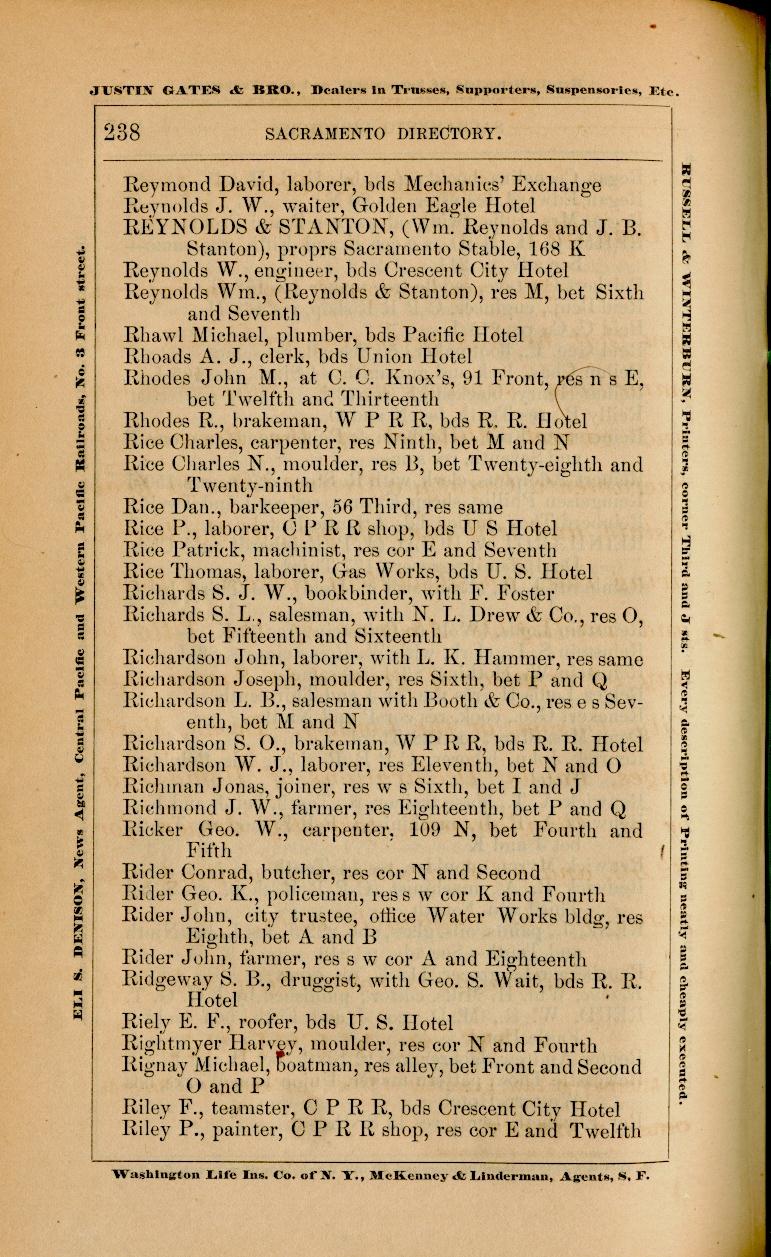 JUSTIN GATES & BRO., Dealers in Trusses, Supporters, Suspensories, Etc.
238
SACRAMENTO DIRECTORY.
Reymond David, laborer, bds Mechanics' Exchange
Reynolds J. W., waiter, Golden Eagle Hotel
REYNOLDS & STANTON, (Wm. Reynolds and J. B.
Stanton), proprs Sacramento Stable, 168 K
Reynolds W., engineer, bds Crescent City Hotel
Reynolds Wm., (Reynolds & Stanton), res M, bet Sixth
and Seventh
Rhawl Michael, plumber, bds Pacific Hotel
Rhoads A. J., clerk, bds Union Hotel
Rhodes John M., at C. C. Knox's, 91 Front, res n s E,
bet Twelfth and Thirteenth
Rhodes R., brakeman, W P R R, bds R. R. Hotel
Rice Charles, carpenter, res Ninth, bet M and N
Rice Charles N., moulder, res B, bet Twenty-eighth and
Twenty-ninth
Rice Dan., barkeeper, 56 Third, res same
Rice P., laborer, C P R R shop, bds U S Hotel
Rice Patrick, machinist, res cor E and Seventh
Rice Thomas, laborer, Gas Works, bds U. S. Hotel
Richards S. J. W., bookbinder, with F. Foster
Richards S. L., salesman, with N. L. Drew & Co., res O,
bet Fifteenth and Sixteenth
Richardson John, laborer, with L. K. Hammer, res same
Richardson Joseph, moulder, res Sixth, bet P and Q
Richardson L. B., salesman with Booth & Co., res e s Sev-
enth, bet M and N
Richardson S. O., brakeman, W P R R, bds R. R. Hotel
Richardson W. J., laborer, res Eleventh, bet N and O
Richman Jonas, joiner, res w s Sixth, bet I and J
Richmond J. W., farmer, res Eighteenth, bet P and Q
Ricker Geo. W., carpenter, 109 N, bet Fourth and
Fifth
Rider Conrad, butcher, res cor N and Second
Rider Geo. K., policeman, res s w cor K and Fourth
Rider John, city trustee, office Water Works bldg, res
Eighth, bet A and B
Rider John, farmer, res s w cor A and Eighteenth
Ridgeway S. B., druggist, with Geo. S. Wait, bds R. R.
Hotel
Riely E. F., roofer, bds U. S. Hotel
Rightmyer Harvey, moulder, res cor N and Fourth
Rignay Michael, boatman, res alley, bet Front and Second
O and P
Riley F., teamster, C P R R, bds Crescent City Hotel
Riley P., painter, C P R R shop, res cor E and Twelfth
Washington Life Ins. Co. of N. Y., McKenney & Linderman, Agents, S. F.
ELI S. DENISON, News Agent, Central Pacific and Western Pacific Railroads, No. 3 Front street.
RUSSELL & WINTERBURN, Printers, corner Third and J sts. Every description of Printing neatly and cheaply executed.